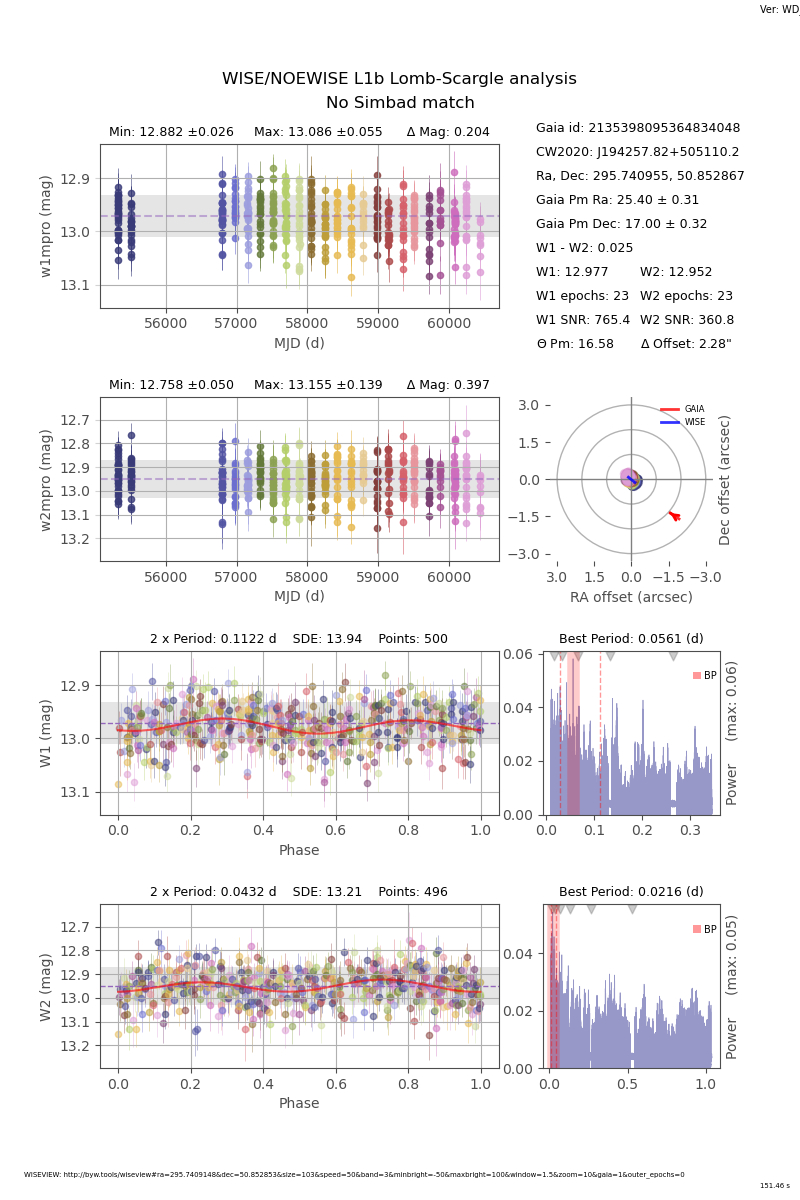 Ver: WD_
WISE/NOEWISE L1b Lomb-Scargle analysis
No Simbad match
Min: 12.882 ±0.026 Max: 13.086 ±0.055 Δ Mag: 0.204
12.9
13.0
13.1
w1mpro (mag)
56000 57000 58000 59000 60000
MJD (d)
Gaia id: 2135398095364834048
CW2020: J194257.82+505110.2
Ra, Dec: 295.740955, 50.852867
Gaia Pm Ra: 25.40 ± 0.31
Gaia Pm Dec: 17.00 ± 0.32
W1 - W2: 0.025
W1: 12.977 W2: 12.952
W1 epochs: 23 W2 epochs: 23
W1 SNR: 765.4 W2 SNR: 360.8
Θ Pm: 16.58 Δ Offset: 2.28"
Min: 12.758 ±0.050 Max: 13.155 ±0.139 Δ Mag: 0.397
12.7
12.8
12.9
13.0
13.1
13.2
w2mpro (mag)
56000 57000 58000 59000 60000
MJD (d)
GAIA
WISE
3.0
1.5
0.0
−1.5
−3.0
Dec offset (arcsec)
3.0 1.5 0.0 −1.5 −3.0
RA offset (arcsec)
2 x Period: 0.1122 d SDE: 13.94 Points: 500
12.9
13.0
13.1
W1 (mag)
0.0 0.2 0.4 0.6 0.8 1.0
Phase
Best Period: 0.0561 (d)
BP
0.06
0.04
0.02
0.00
Power (max: 0.06)
0.0 0.1 0.2 0.3
2 x Period: 0.0432 d SDE: 13.21 Points: 496
12.7
12.8
12.9
13.0
13.1
13.2
W2 (mag)
0.0 0.2 0.4 0.6 0.8 1.0
Phase
Best Period: 0.0216 (d)
BP
0.04
0.02
0.00
Power (max: 0.05)
0.0 0.5 1.0
WISEVIEW: http://byw.tools/wiseview#ra=295.7409148&dec=50.852853&size=103&speed=50&band=3&minbright=-50&maxbright=100&window=1.5&zoom=10&gaia=1&outer_epochs=0
151.46 s